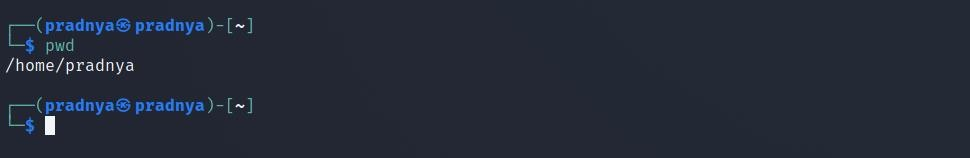 ┌──(pradnya㉿pradnya)-[~]
└─$ pwd
/home/pradnya
┌──(pradnya㉿pradnya)-[~]
└─$